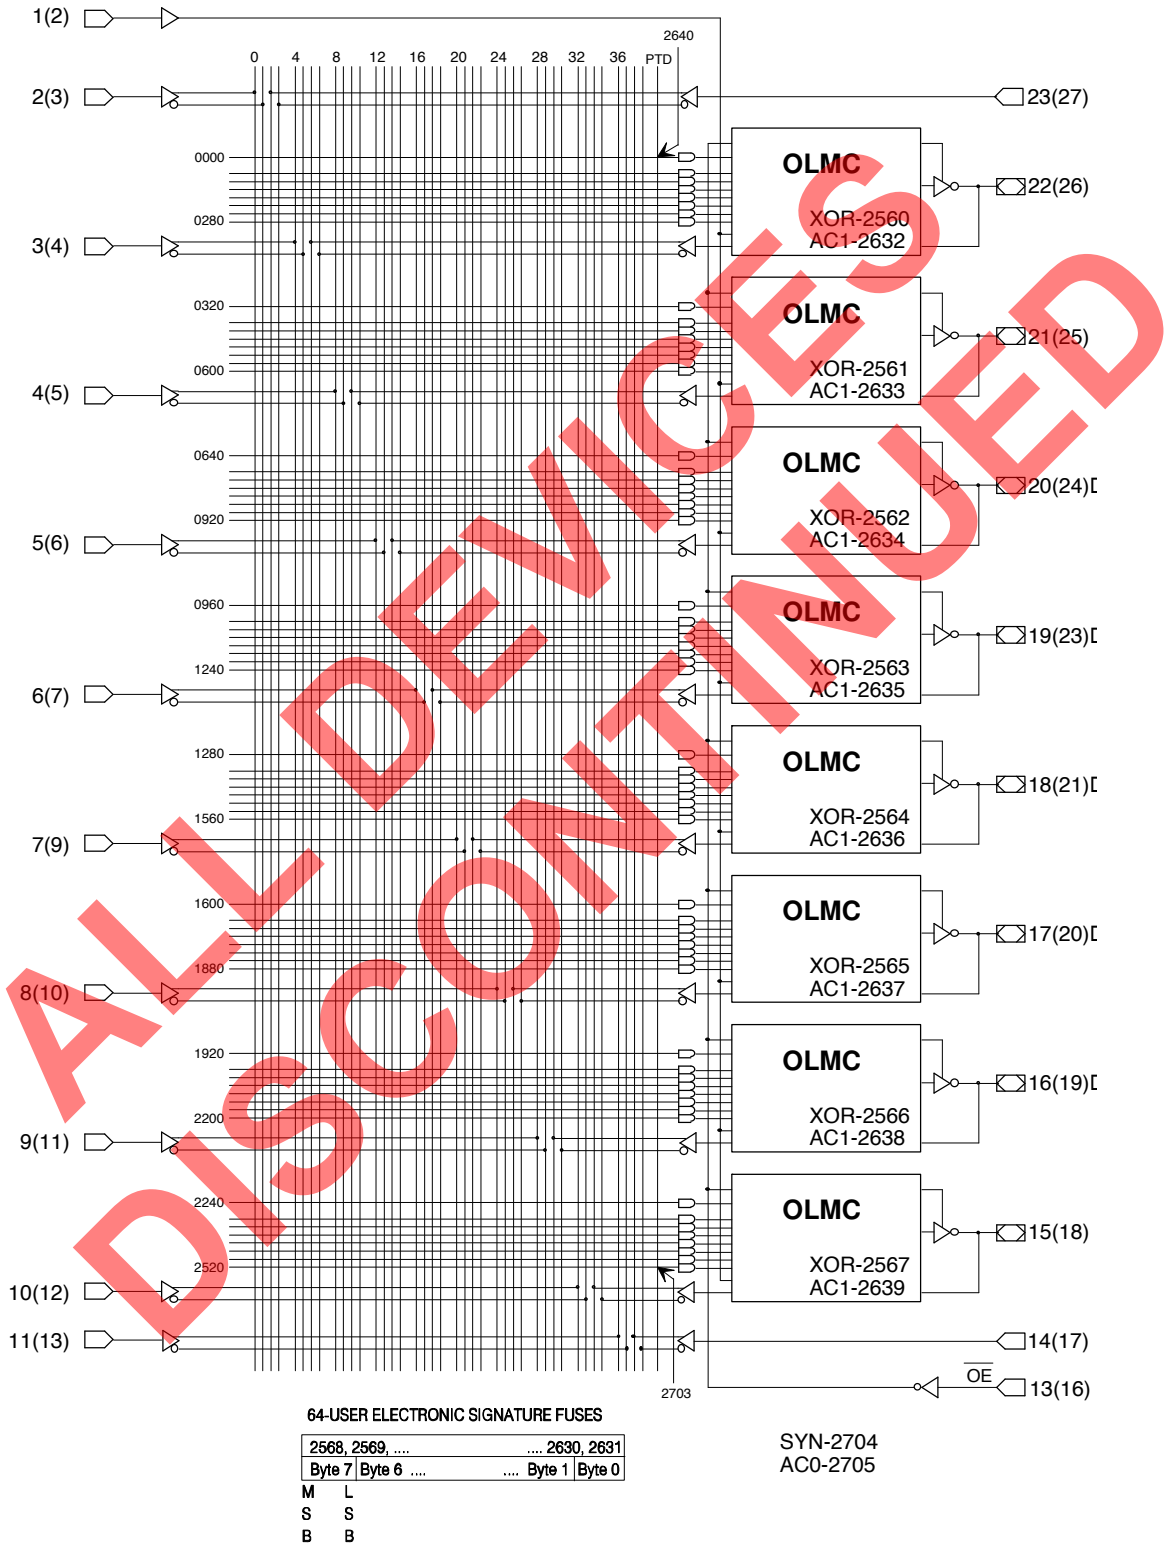 1(2)
2640
0 4 8 12 16 20 24 28 32 36 PTD
2(3)
23(27)
0000
OLMC
22(26)
0280
XOR-2560
3(4)
AC1-2632
0320
OLMC
21(25)
0600
XOR-2561
4(5)
AC1-2633
0640
OLMC
20(24)
0920
XOR-2562
5(6)
AC1-2634
0960
OLMC
19(23)
1240
XOR-2563
6(7)
AC1-2635
1280
OLMC
18(21)
1560
XOR-2564
7(9)
AC1-2636
1600
OLMC
17(20)
1880
XOR-2565
8(10)
AC1-2637
1920
OLMC
16(19)
2200
XOR-2566
9(11)
AC1-2638
2240
OLMC
15(18)
2520
XOR-2567
10(12)
AC1-2639
11(13)
14(17)
2703
OE
13(16)
64-USER ELECTRONIC SIGNATURE FUSES
2568, 2569, .... .... 2630, 2631
Byte 7 Byte 6 .... .... Byte 1 Byte 0
M L
S S
B B
SYN-2704
AC0-2705
ALL DEVICES
DISCONTINUED